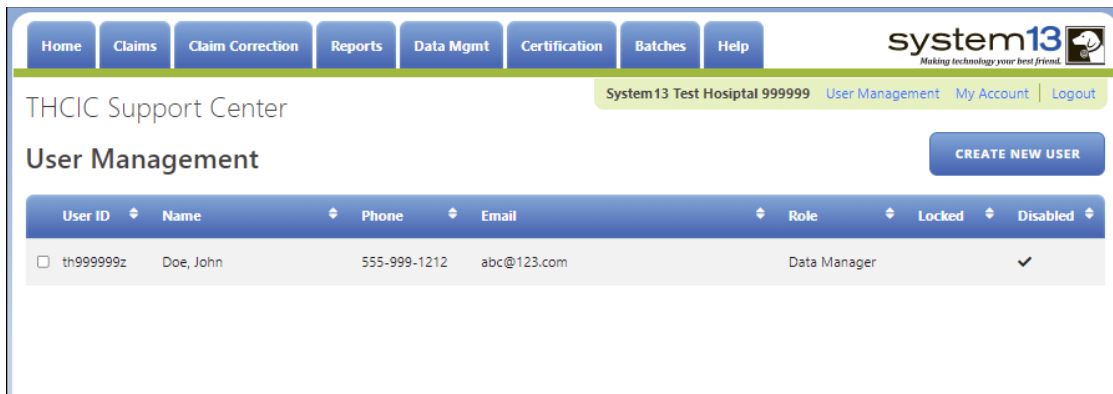 Home Claims Claim Correction Reports Data Mgmt Certification Batches Help
system13
Making technology your best friend.
System13 Test Hosiptal 999999 User Management My Account | Logout
THCIC Support Center
User Management
CREATE NEW USER
User ID Name Phone Email Role Locked Disabled
th999999z Doe, John 555-999-1212 abc@123.com Data Manager